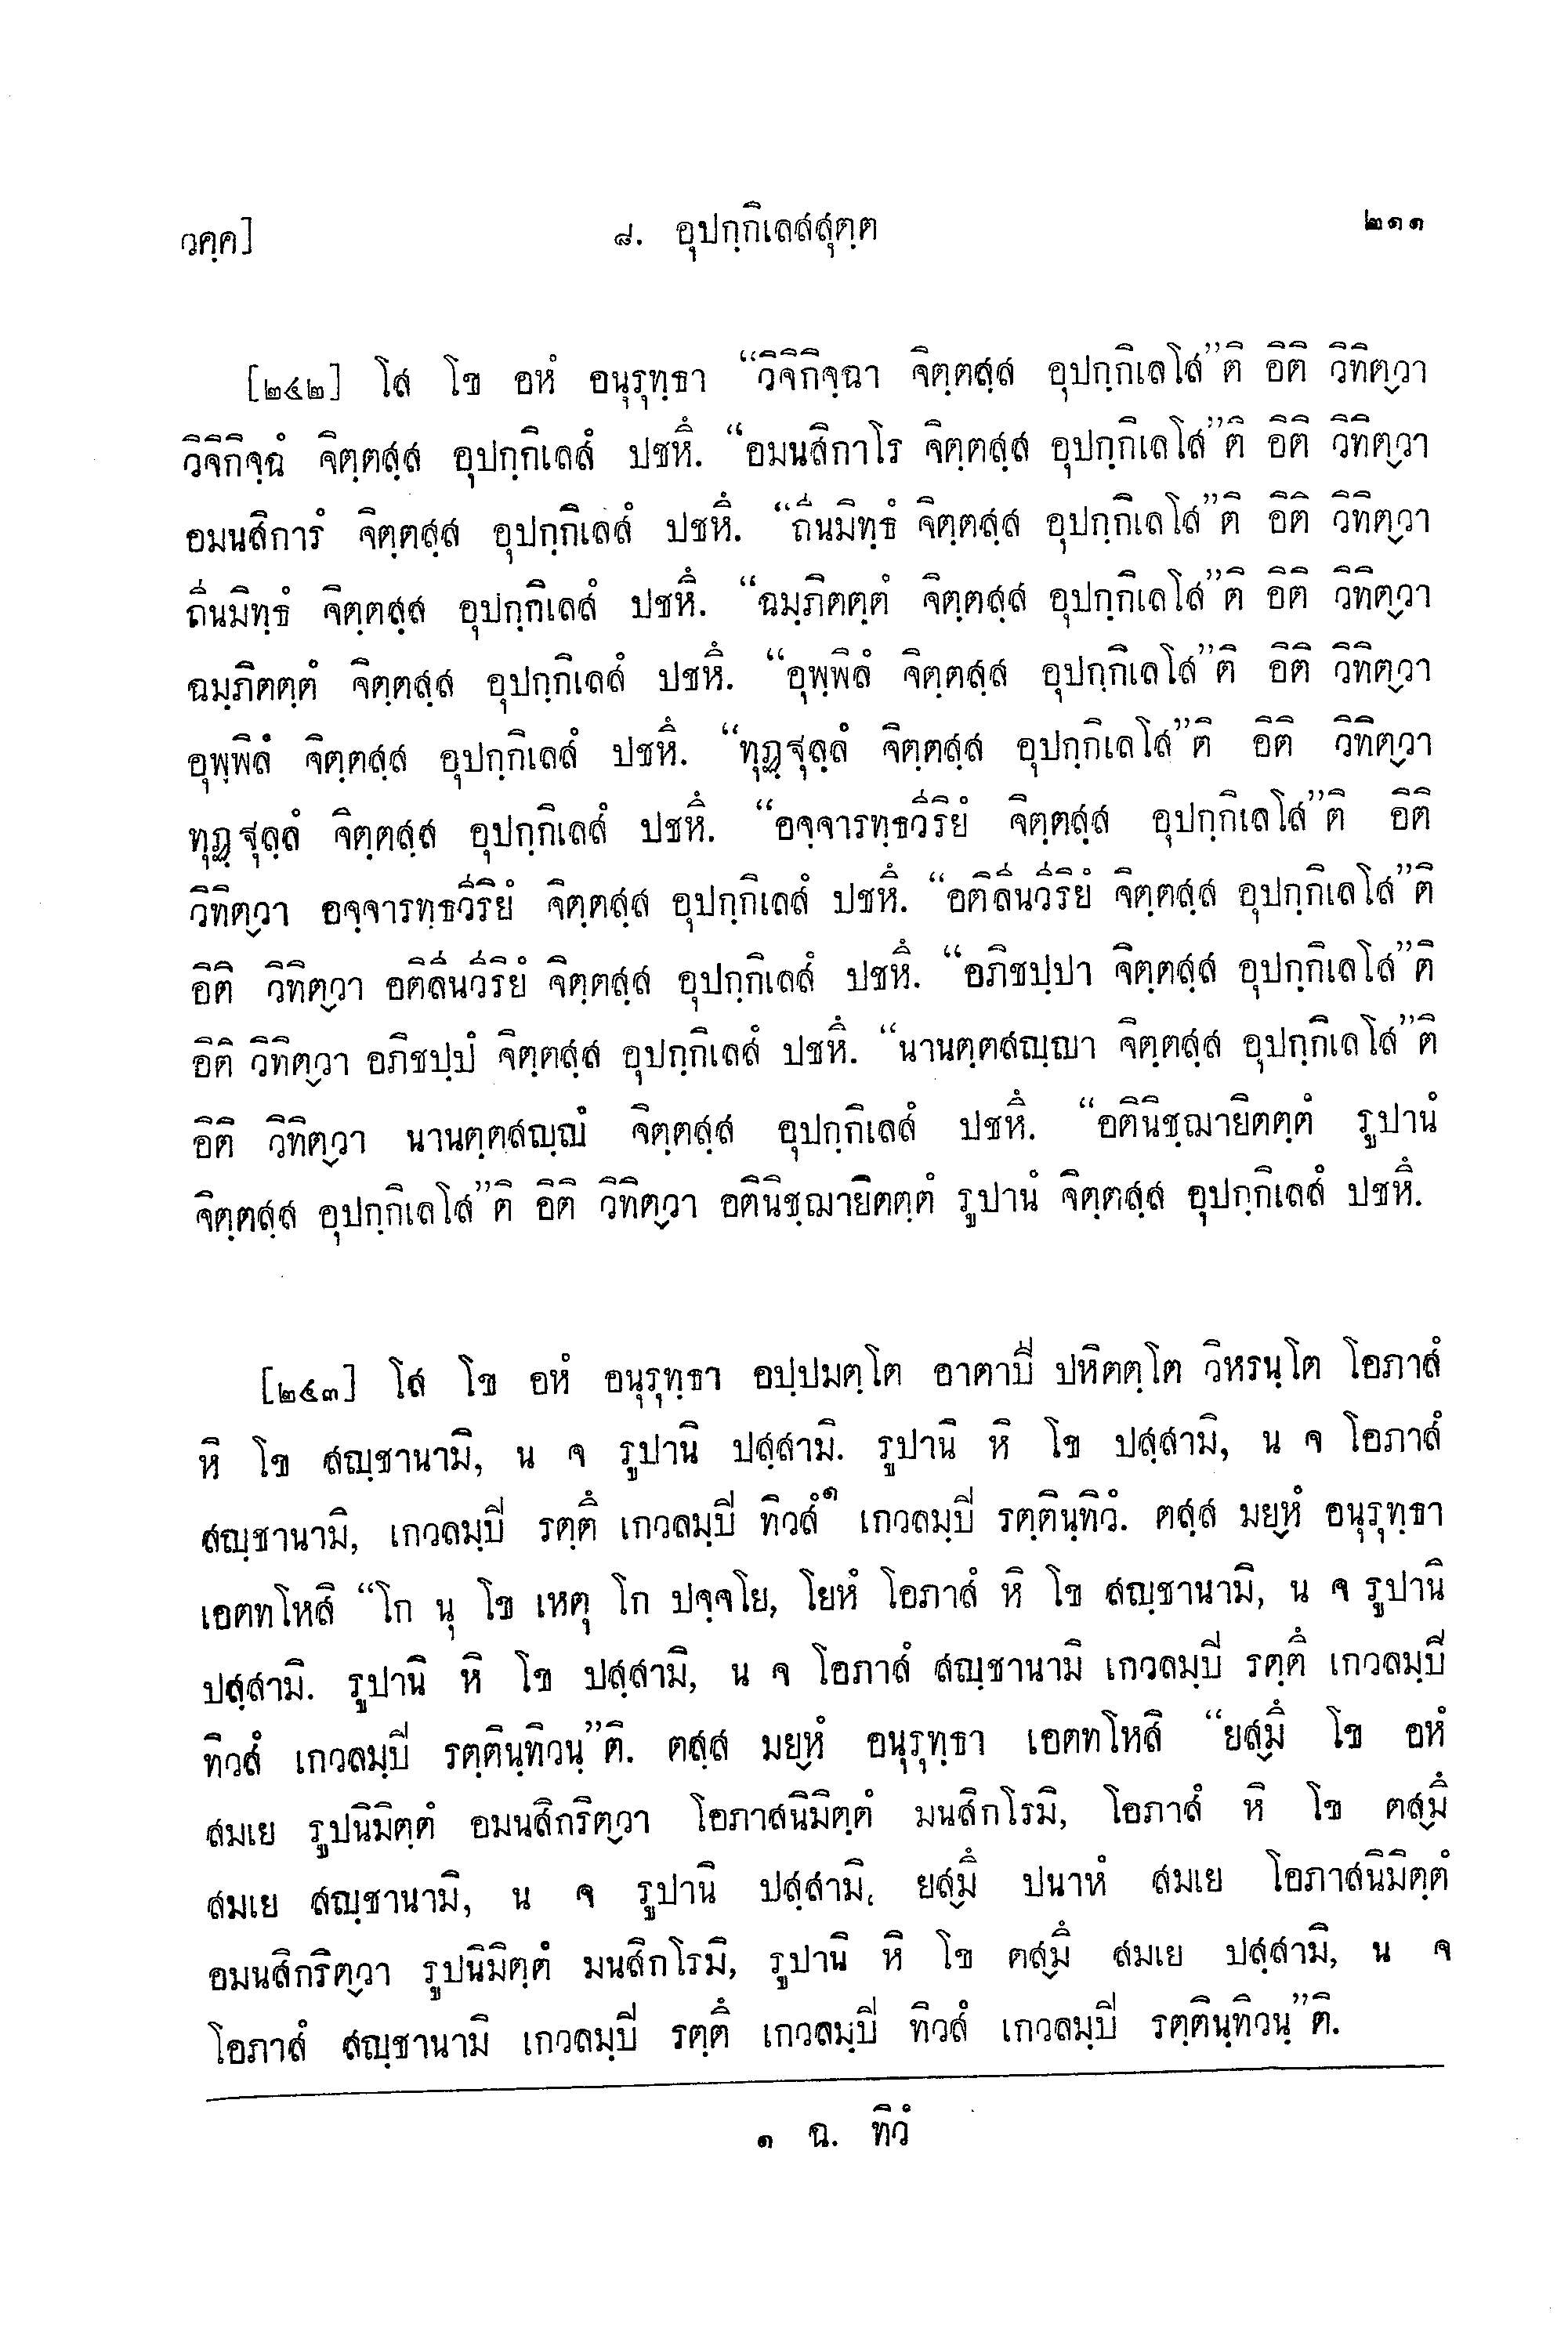 วคฺค] ๘. อุปกฺกิเลสสุตฺต ๒๑๑
[๒๔๒] โส โข อหํ อนุรุทฺธา “วิจิกิจฺฉา จิตฺตสฺส อุปกฺกิเลโส”ติ อิติ วิทิตฺวา
วิจิกิจฺฉํ จิตฺตสฺส อุปกฺกิเลสํ ปชหึ. “อมนสิกาโร จิตฺตสฺส อุปกฺกิเลโส”ติ อิติ วิทิตฺวา
อมนสิการํ จิตฺตสฺส อุปกฺกิเลสํ ปชหึ. “ถีนมิทฺธํ จิตฺตสฺส อุปกฺกิเลโส”ติ อิติ วิทิตฺวา
ถีนมิทฺธํ จิตฺตสฺส อุปกฺกิเลสํ ปชหึ. “ฉมฺภิตตฺตํ จิตฺตสฺส อุปกฺกิเลโส”ติ อิติ วิทิตฺวา
ฉมฺภิตตฺตํ จิตฺตสฺส อุปกฺกิเลสํ ปชหึ. “อุพฺพิลํ จิตฺตสฺส อุปกฺกิเลโส”ติ อิติ วิทิตฺวา
อุพฺพิลํ จิตฺตสฺส อุปกฺกิเลสํ ปชหึ. “ทุฏฺฐุลฺลํ จิตฺตสฺส อุปกฺกิเลโส”ติ อิติ วิทิตฺวา
ทุฏฺฐุลฺลํ จิตฺตสฺส อุปกฺกิเลสํ ปชหึ. “อจฺจารทฺธวีริยํ จิตฺตสฺส อุปกฺกิเลโส”ติ อิติ
วิทิตฺวา อจฺจารทฺธวีริยํ จิตฺตสฺส อุปกฺกิเลสํ ปชหึ. “อติลีนวีริยํ จิตฺตสฺส อุปกฺกิเลโส”ติ
อิติ วิทิตฺวา อติลีนวีริยํ จิตฺตสฺส อุปกฺกิเลสํ ปชหึ. “อภิชปฺปา จิตฺตสฺส อุปกฺกิเลโส”ติ
อิติ วิทิตฺวา อภิชปฺปํ จิตฺตสฺส อุปกฺกิเลสํ ปชหึ. “นานตฺตสญฺญา จิตฺตสฺส อุปกฺกิเลโส”ติ
อิติ วิทิตฺวา นานตฺตสญฺญํ จิตฺตสฺส อุปกฺกิเลสํ ปชหึ. “อตินิชฺฌายิตตฺตํ รูปานํ
จิตฺตสฺส อุปกฺกิเลโส”ติ อิติ วิทิตฺวา อตินิชฺฌายิตตฺตํ รูปานํ จิตฺตสฺส อุปกฺกิเลสํ ปชหึ.
[๒๔๓] โส โข อหํ อนุรุทฺธา อปฺปมตฺโต อาตาปี ปหิตตฺโต วิหรนฺโต โอภาสํ
หิ โข สญฺชานามิ, น จ รูปานิ ปสฺสามิ. รูปานิ หิ โข ปสฺสามิ, น จ โอภาสํ
สญฺชานามิ, เกวลมฺปี รตฺตึ เกวลมฺปี ทิวสํ๑ เกวลมฺปี รตฺตินฺทิวํ. ตสฺส มยฺหํ อนุรุทฺธา
เอตทโหสิ “โก นุ โข เหตุ โก ปจฺจโย, โยหํ โอภาสํ หิ โข สญฺชานามิ, น จ รูปานิ
ปสฺสามิ. รูปานิ หิ โข ปสฺสามิ, น จ โอภาสํ สญฺชานามิ เกวลมฺปี รตฺตึ เกวลมฺปี
ทิวสํ เกวลมฺปี รตฺตินฺทิวนฺ”ติ. ตสฺส มยฺหํ อนุรุทฺธา เอตทโหสิ “ยสฺมึ โข อหํ
สมเย รูปนิมิตฺตํ อมนสิกริตฺวา โอภาสนิมิตฺตํ มนสิกโรมิ, โอภาสํ หิ โข ตสฺมึ
สมเย สญฺชานามิ, น จ รูปานิ ปสฺสามิ, ยสฺมึ ปนาหํ สมเย โอภาสนิมิตฺตํ
อมนสิกริตฺวา รูปนิมิตฺตํ มนสิกโรมิ, รูปานิ หิ โข ตสฺมึ สมเย ปสฺสามิ, น จ
โอภาสํ สญฺชานามิ เกวลมฺปี รตฺตึ เกวลมฺปี ทิวสํ เกวลมฺปี รตฺตินฺทิวนฺ”ติ.
๑ ฉ. ทิวํ